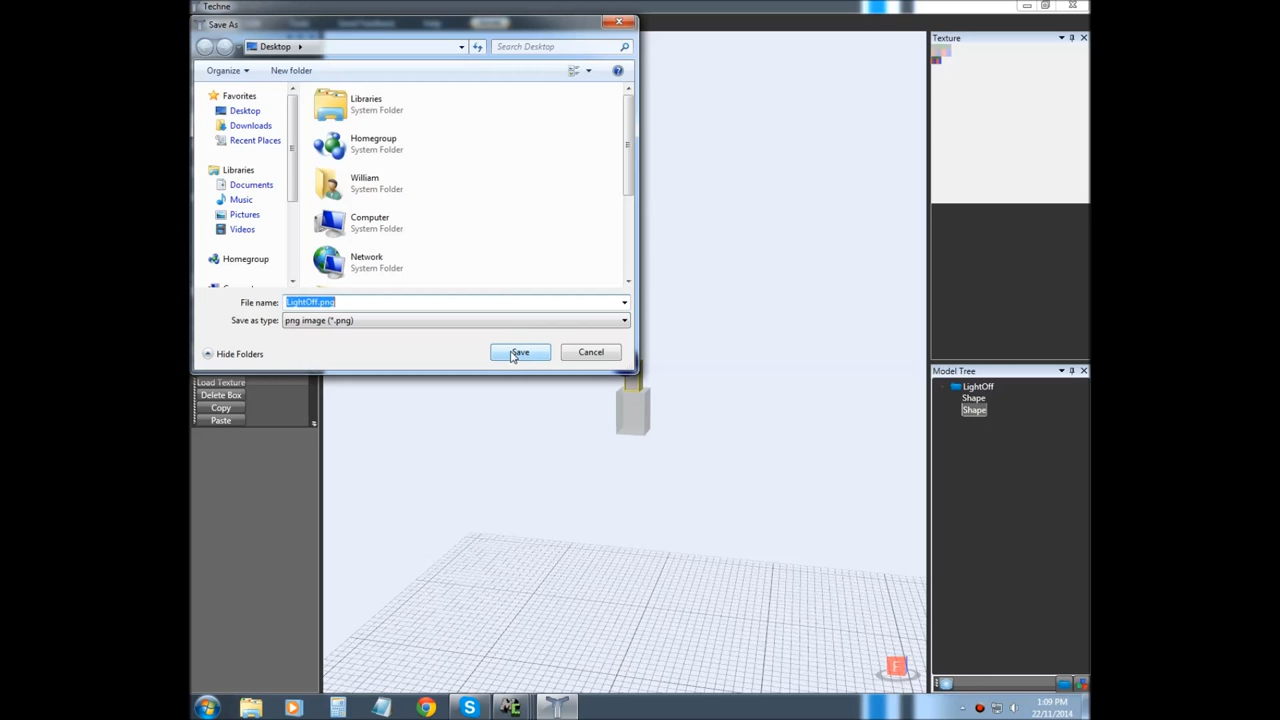 Techne
Save As
Help
Desktop
Search Desktop
Organize
New folder
Favorites
Desktop
Downloads
Recent Places
Libraries
Documents
Music
Pictures
Videos
Homegroup
Libraries
System Folder
Homegroup
System Folder
William
System Folder
Computer
System Folder
Network
System Folder
File name: LightOff.png
Save as type: png image (*.png)
Hide Folders
Save
Cancel
Load Texture
Delete Box
Copy
Paste
Texture
Model Tree
LightOff
Shape
Shape
F
1:09 PM
22/11/2014